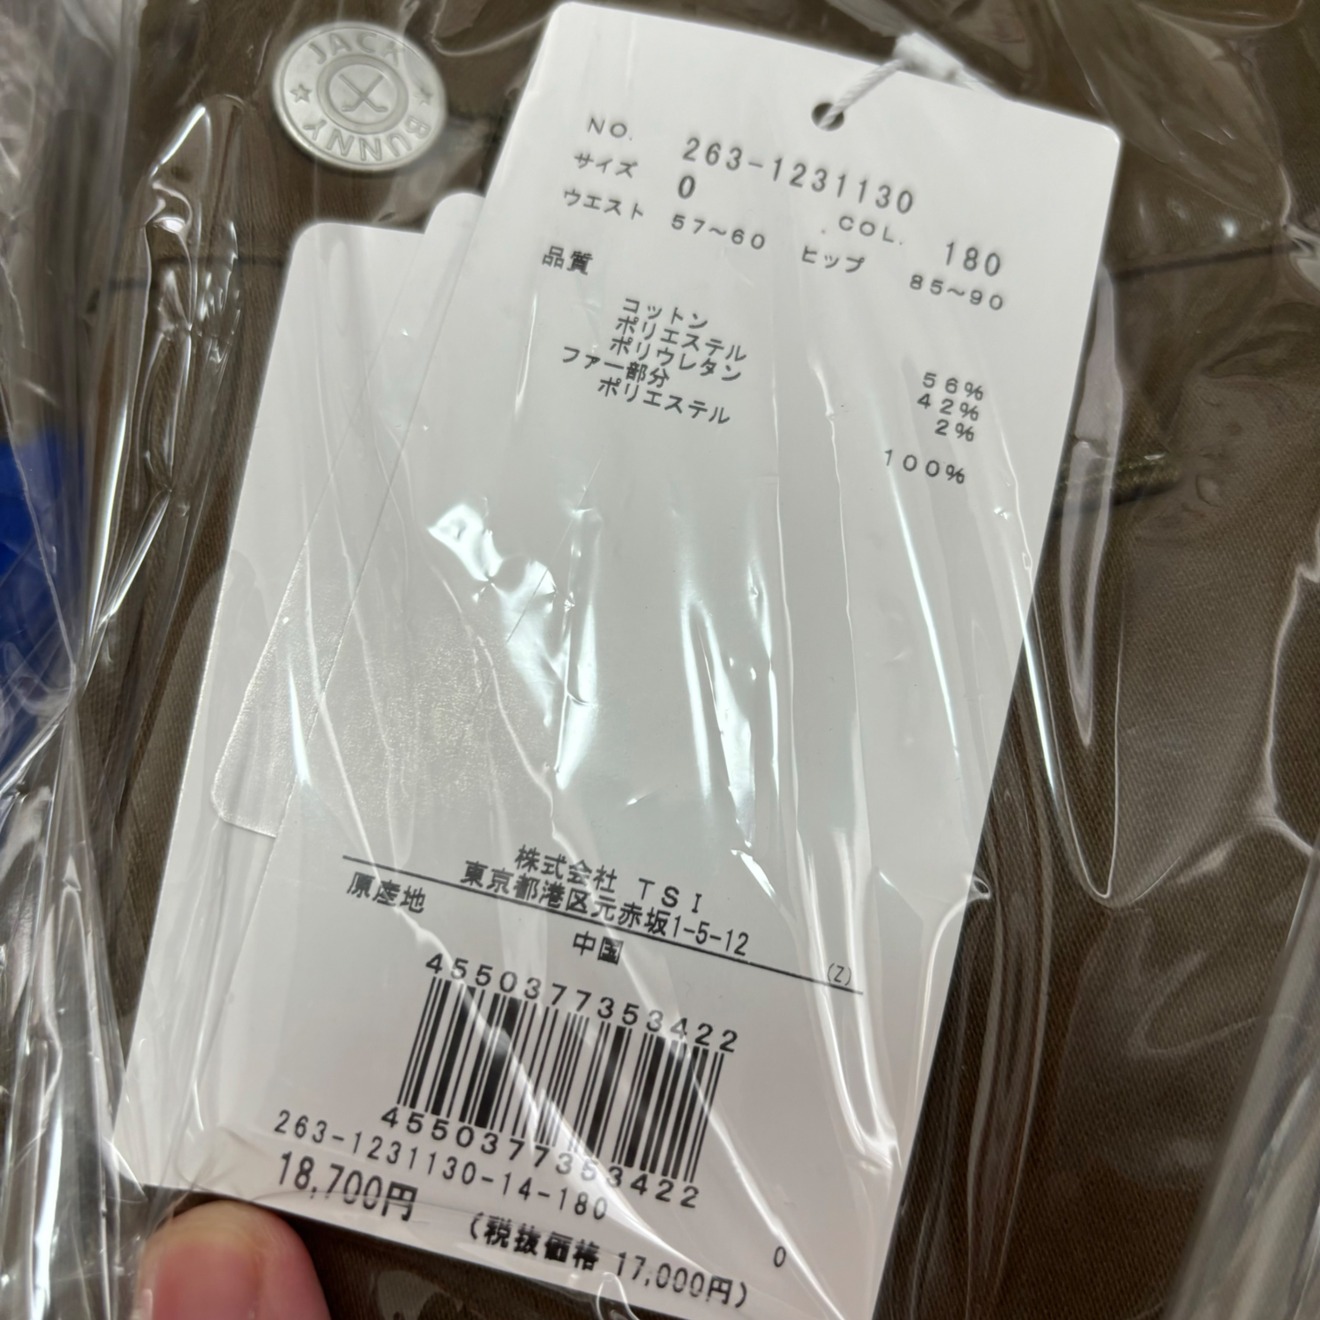 JACK BUNNY
NO. 263-1231130
サイズ 0 COL. 180
ウエスト 57~60 ヒップ 85~90
品質
コットン 56%
ポリエステル 42%
ポリウレタン 2%
ファー部分
ポリエステル 100%
株式会社 TSI
東京都港区元赤坂1-5-12
原産地 中国 (Z)
4550377353422
4550377353422
263-1231130-14-180
18,700円 0
(税抜価格 17,000円)